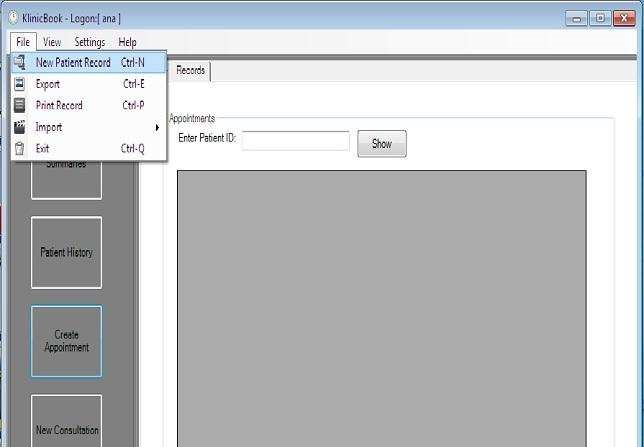 KlinicBook - Logon:[ ana ]
File View Settings Help
New Patient Record Ctrl-N
Export Ctrl-E
Print Record Ctrl-P
Import
Exit Ctrl-Q
Summaries
Patient History
Create
Appointment
New Consultation
Records
Appointments
Enter Patient ID:
Show